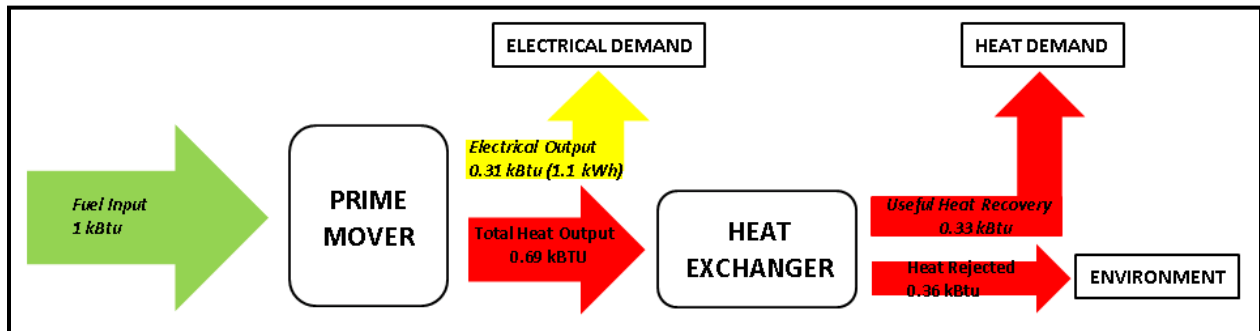 ELECTRICAL DEMAND
HEAT DEMAND
Fuel Input
1 kBtu
PRIME
MOVER
Electrical Output
0.31 kBtu (1.1 kWh)
Total Heat Output
0.69 kBTU
HEAT
EXCHANGER
Useful Heat Recovery
0.33 kBtu
Heat Rejected
0.36 kBtu
ENVIRONMENT